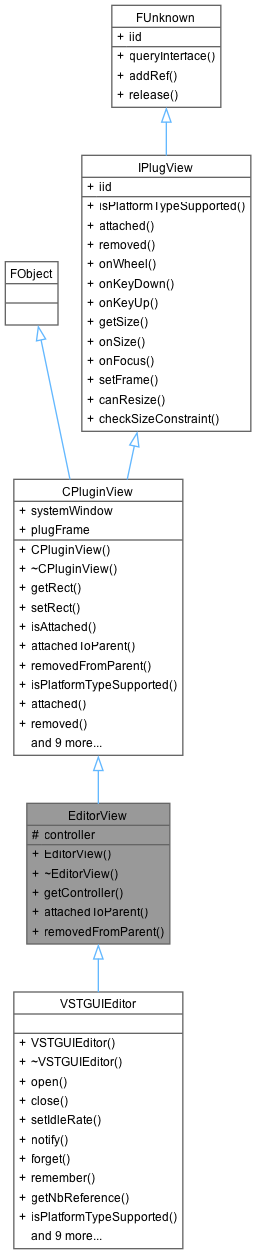 FUnknown
+ iid
+ queryInterface()
+ addRef()
+ release()
IPlugView
+ iid
+ isPlatformTypeSupported()
+ attached()
+ removed()
+ onWheel()
+ onKeyDown()
+ onKeyUp()
+ getSize()
+ onSize()
+ onFocus()
+ setFrame()
+ canResize()
+ checkSizeConstraint()
FObject
CPluginView
+ systemWindow
+ plugFrame
+ CPluginView()
+ ~CPluginView()
+ getRect()
+ setRect()
+ isAttached()
+ attachedToParent()
+ removedFromParent()
+ isPlatformTypeSupported()
+ attached()
+ removed()
and 9 more...
EditorView
# controller
+ EditorView()
+ ~EditorView()
+ getController()
+ attachedToParent()
+ removedFromParent()
VSTGUIEditor
+ VSTGUIEditor()
+ ~VSTGUIEditor()
+ open()
+ close()
+ setIdleRate()
+ notify()
+ forget()
+ remember()
+ getNbReference()
+ isPlatformTypeSupported()
and 9 more...